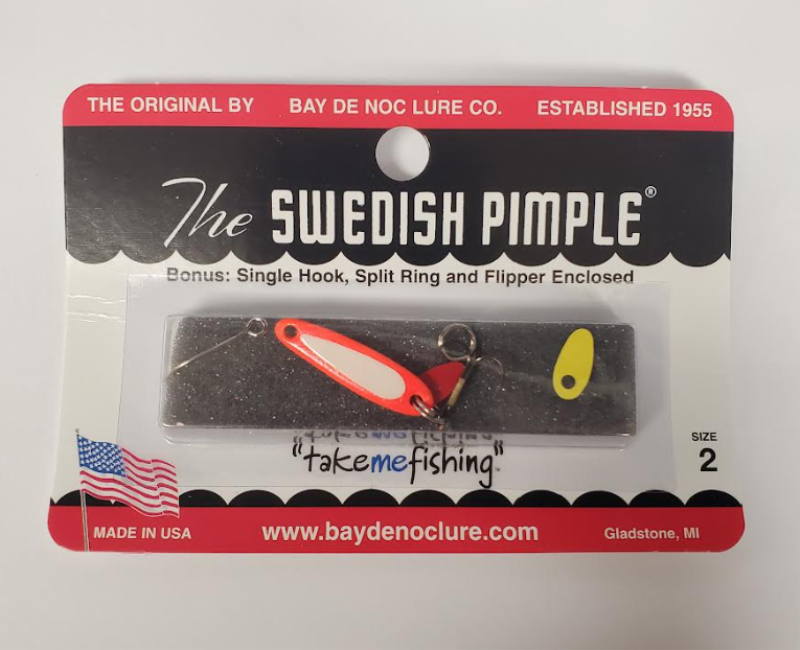 THE ORIGINAL BY BAY DE NOC LURE CO. ESTABLISHED 1955
The SWEDISH PIMPLE®
Bonus: Single Hook, Split Ring and Flipper Enclosed
"takemefishing"
SIZE
2
MADE IN USA www.baydenoclure.com Gladstone, MI